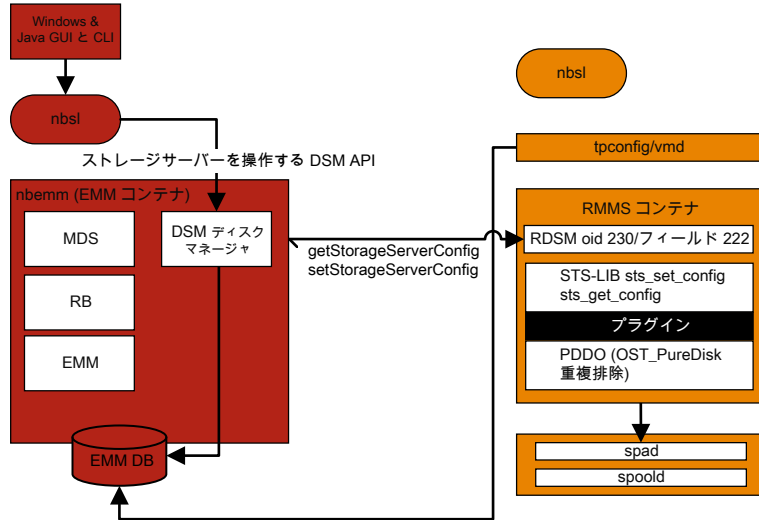 Windows &
Java GUI と CLI
nbsl
ストレージサーバーを操作する DSM API
nbemm (EMM コンテナ)
MDS
RB
EMM
DSM ディスク
マネージャ
EMM DB
getStorageServerConfig
setStorageServerConfig
nbsl
tpconfig/vmd
RMMS コンテナ
RDSM oid 230/フィールド 222
STS-LIB sts_set_config
sts_get_config
プラグイン
PDDO (OST_PureDisk
重複排除)
spad
spoold